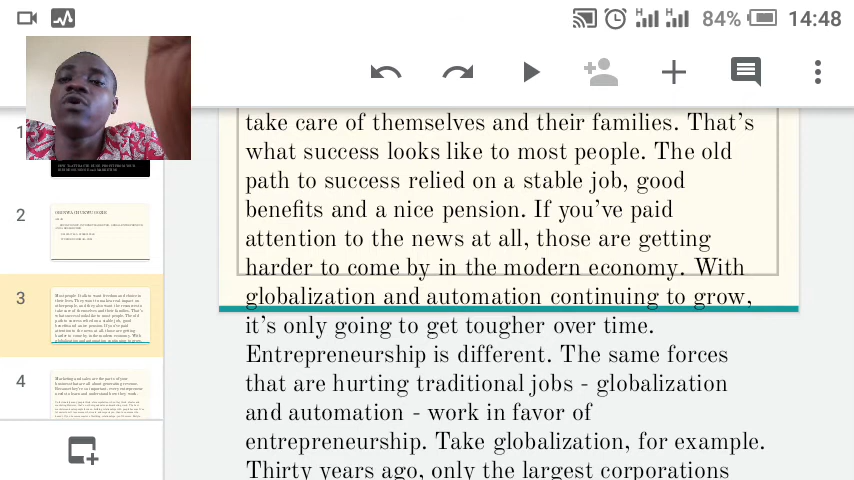 84% 14:48
H H
1
2
3
4
take care of themselves and their families. That's
what success looks like to most people. The old
path to success relied on a stable job, good
benefits and a nice pension. If you've paid
attention to the news at all, those are getting
harder to come by in the modern economy. With
globalization and automation continuing to grow,
it's only going to get tougher over time.
Entrepreneurship is different. The same forces
that are hurting traditional jobs - globalization
and automation - work in favor of
entrepreneurship. Take globalization, for example.
Thirty years ago, only the largest corporations